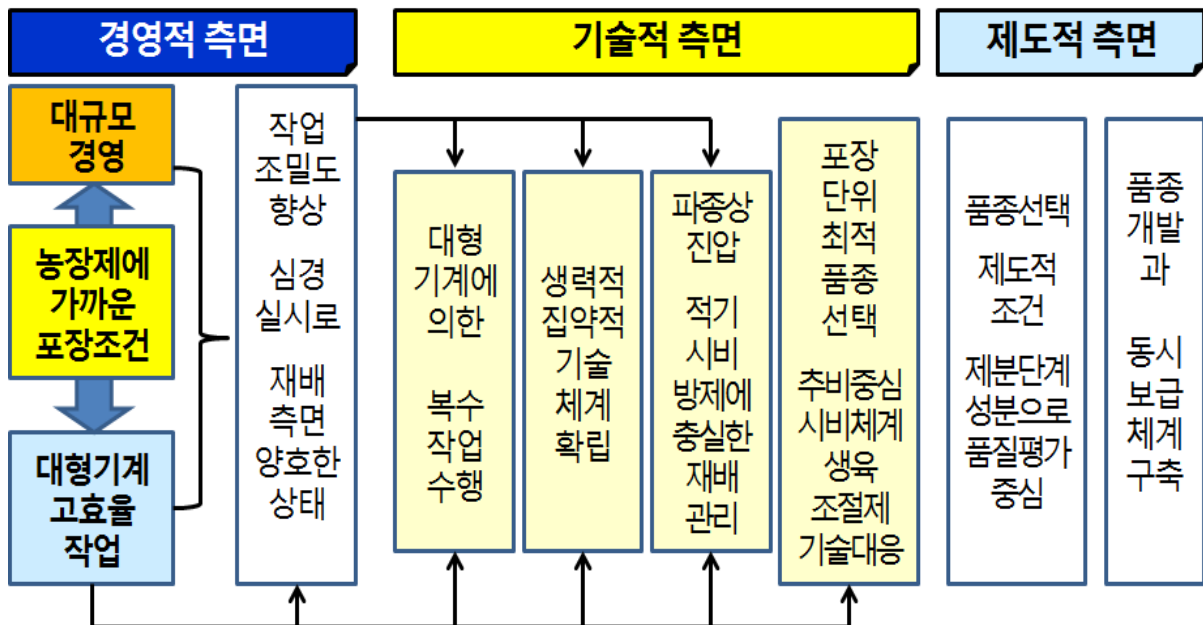 경영적 측면
기술적 측면
제도적 측면
대규모
경영
농장제에
가까운
포장조건
대형기계
고효율
작업
작업
조밀도
향상
심경
실시로
재배
측면
양호한
상태
대형
기계에
의한
복수
작업
수행
생력적
집약적
기술
체계
확립
파종상
진압
적기
시비
방제에
충실한
재배
관리
포장
단위
최적
품종
선택
추비중심
시비체계
생육
조절제
기술대응
품종선택
제도적
조건
제분단계
성분으로
품질평가
중심
품종
개발
과
동시
보급
체계
구축